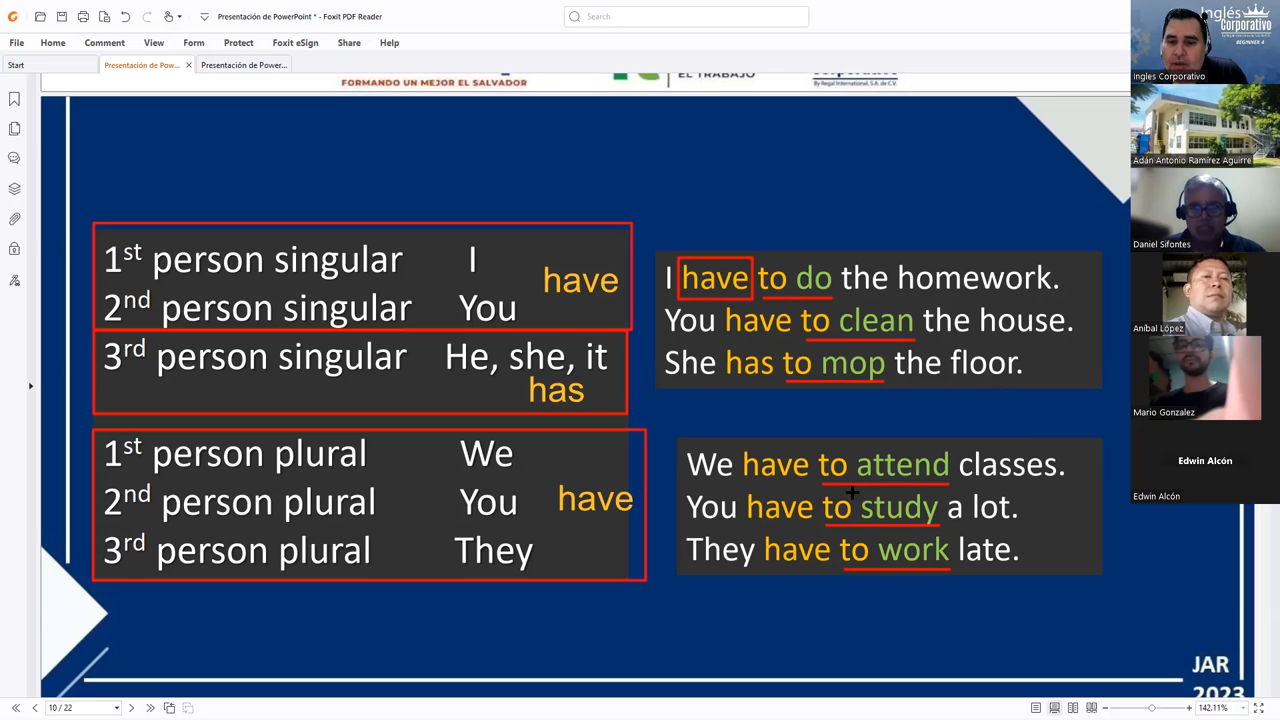 Presentación de PowerPoint * - Foxit PDF Reader
Search
File Home Comment View Form Protect Foxit eSign Share Help
Start
Presentación de Pow...
Presentación de Power...
FORMANDO UN MEJOR EL SALVADOR
EL TRABAJO
By Regal International, S.A. de C.V.
1st person singular I
have
2nd person singular You
3rd person singular He, she, it
has
1st person plural We
2nd person plural You have
3rd person plural They
I have to do the homework.
You have to clean the house.
She has to mop the floor.
We have to attend classes.
You have to study a lot.
They have to work late.
JAR
2023
Inglés
Corporativo
BEGINNER 4
Ingles Corporativo
Adán Antonio Ramírez Aguirre
Daniel Sifontes
Aníbal López
Mario Gonzalez
Edwin Alcón
Edwin Alcón
10 / 22
142.11%